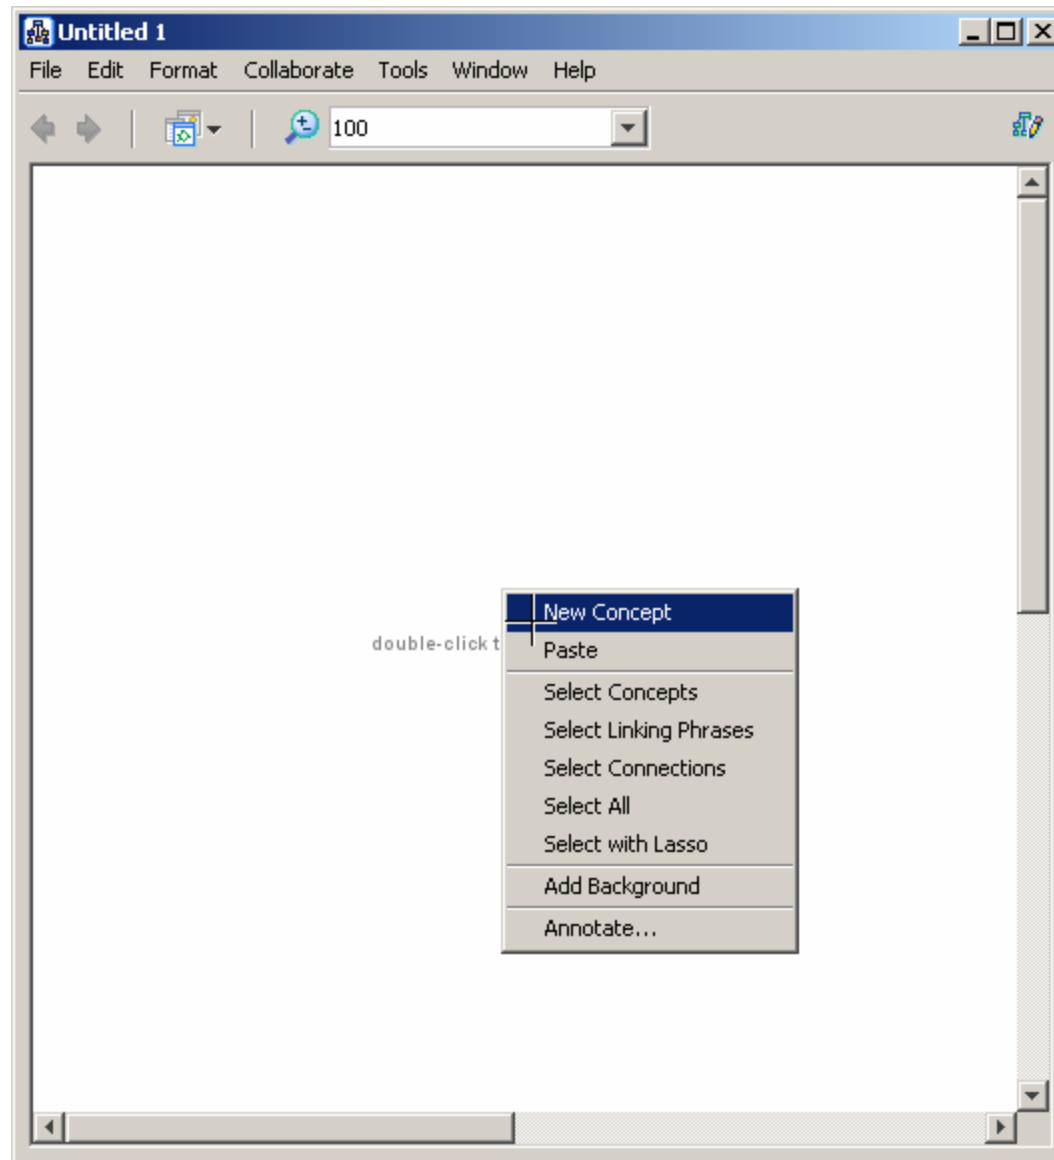 Untitled 1
File Edit Format Collaborate Tools Window Help
100
New Concept
double-click t
Paste
Select Concepts
Select Linking Phrases
Select Connections
Select All
Select with Lasso
Add Background
Annotate...